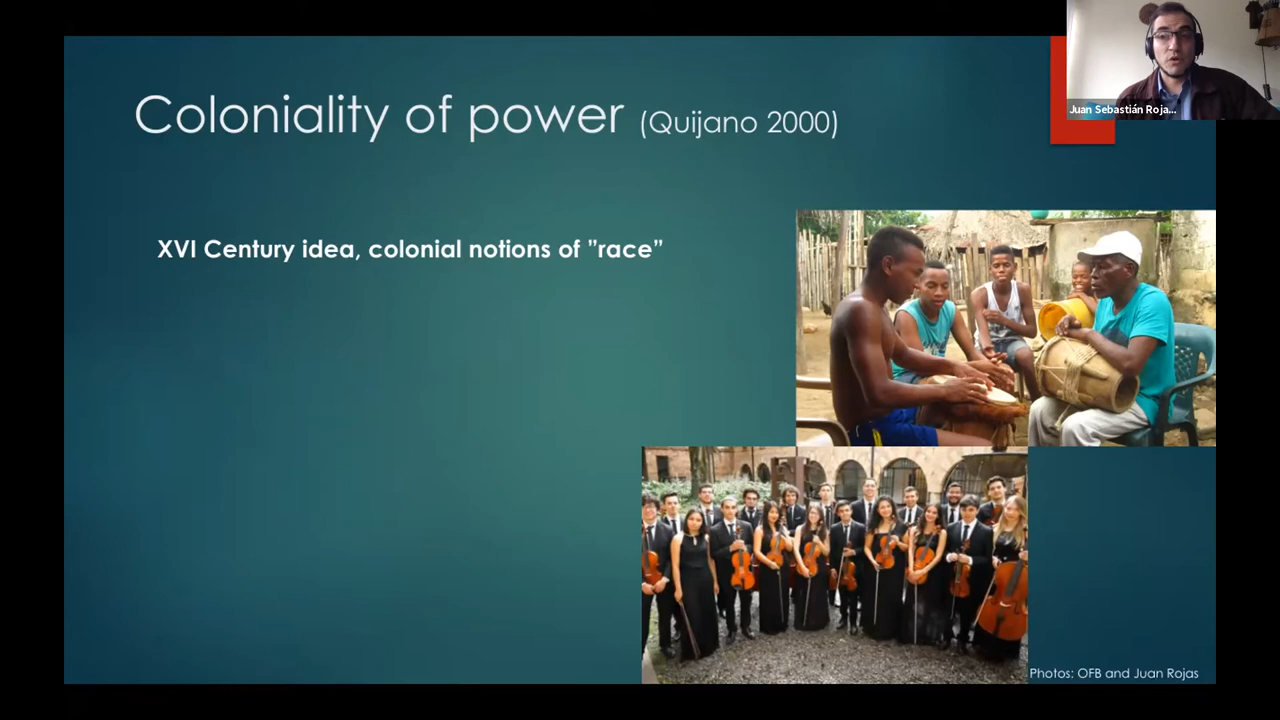 Coloniality of power (Quijano 2000)
Juan Sebastián Roja...
XVI Century idea, colonial notions of "race"
Photos: OFB and Juan Rojas